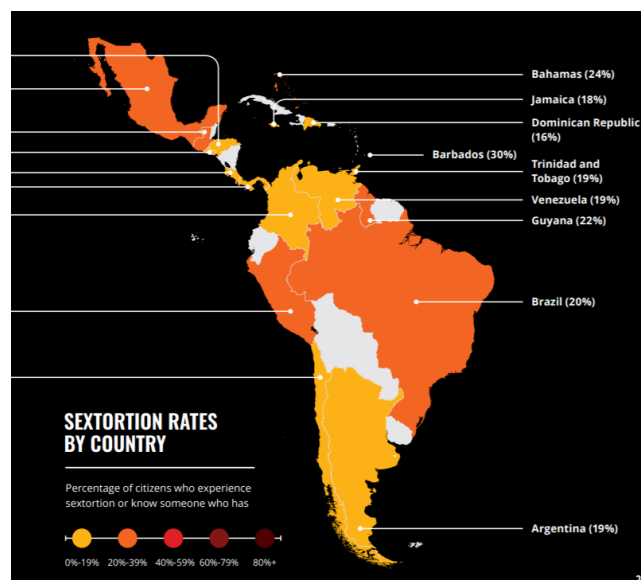 Bahamas (24%)
Jamaica (18%)
Dominican Republic
(16%)
Barbados (30%)
Trinidad and
Tobago (19%)
Venezuela (19%)
Guyana (22%)
Brazil (20%)
SEXTORTION RATES
BY COUNTRY
Percentage of citizens who experience
sextortion or know someone who has
0%-19% 20%-39% 40%-59% 60%-79% 80%+
Argentina (19%)